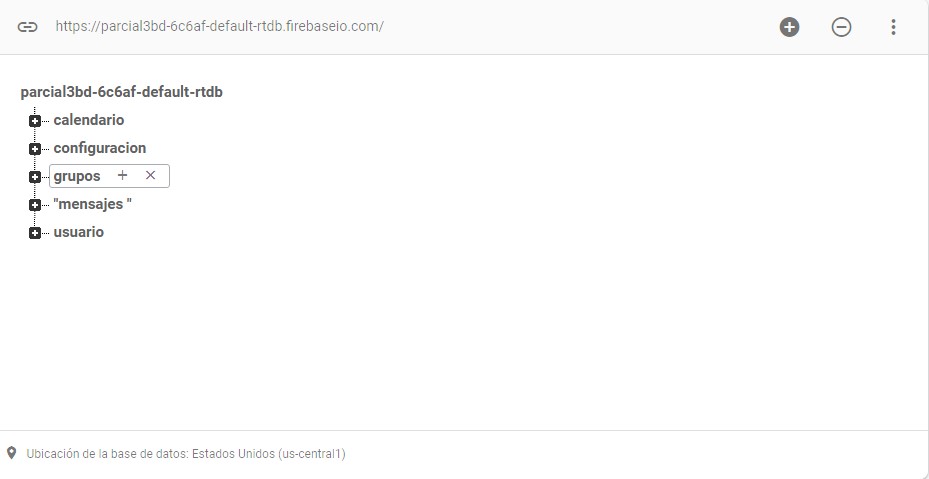 https://parcial3bd-6c6af-default-rtdb.firebaseio.com/
parcial3bd-6c6af-default-rtdb
calendario
configuracion
grupos
"mensajes "
usuario
Ubicación de la base de datos: Estados Unidos (us-central1)